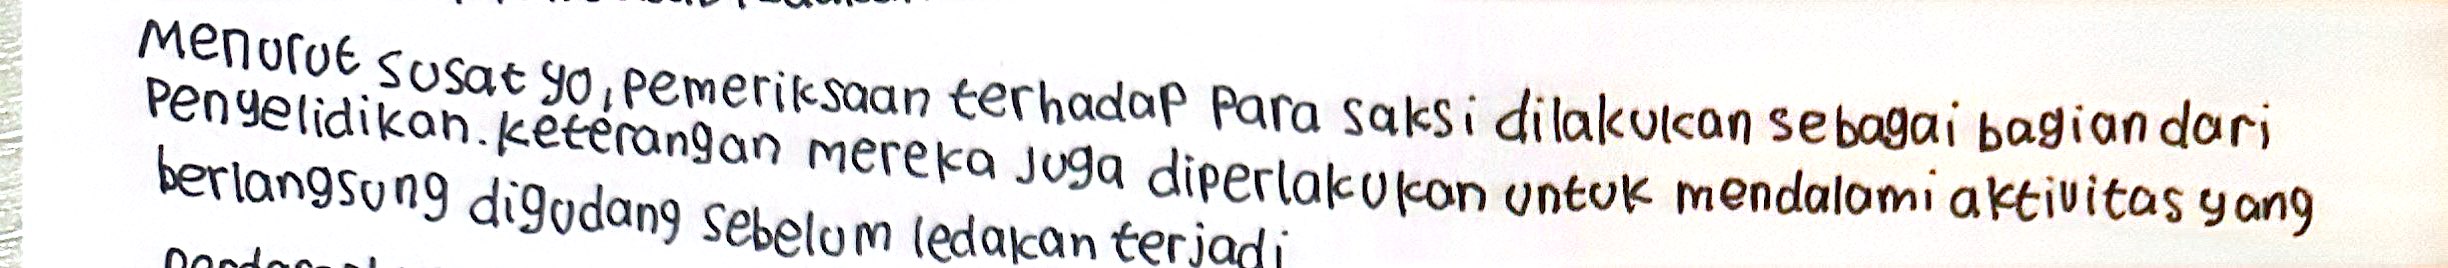 Menurut susat yo, pemeriksaan terhadap para saksi dilakukan sebagai bagian dari
penyelidikan. keterangan mereka juga diperlakukan untuk mendalami aktivitas yang
berlangsung digudang sebelum ledakan terjadi